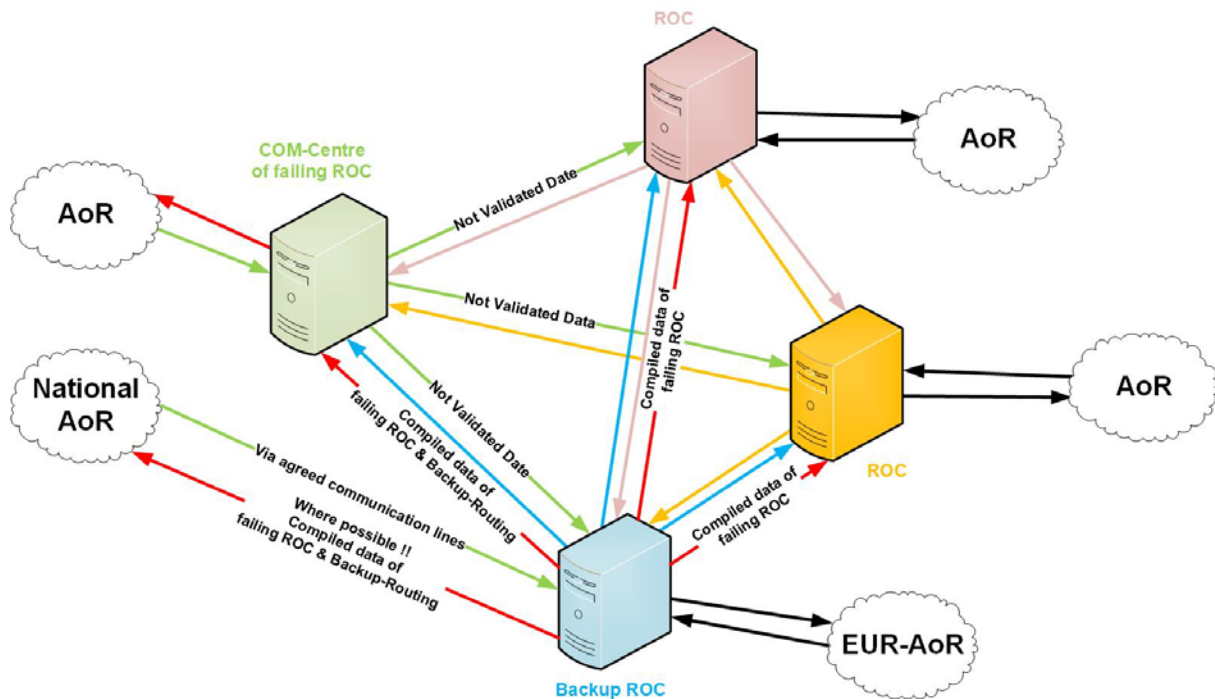 ROC
AoR
COM-Centre
of failing ROC
AoR
Not Validated Date
Not Validated Data
Compiled data of
failing ROC
AoR
National
AoR
Not Validated Date
Compiled data of
failing ROC & Backup-Routing
ROC
Via agreed communication lines
Where possible !!
Compiled data of
failing ROC & Backup-Routing
Compiled data of
failing ROC
EUR-AoR
Backup ROC